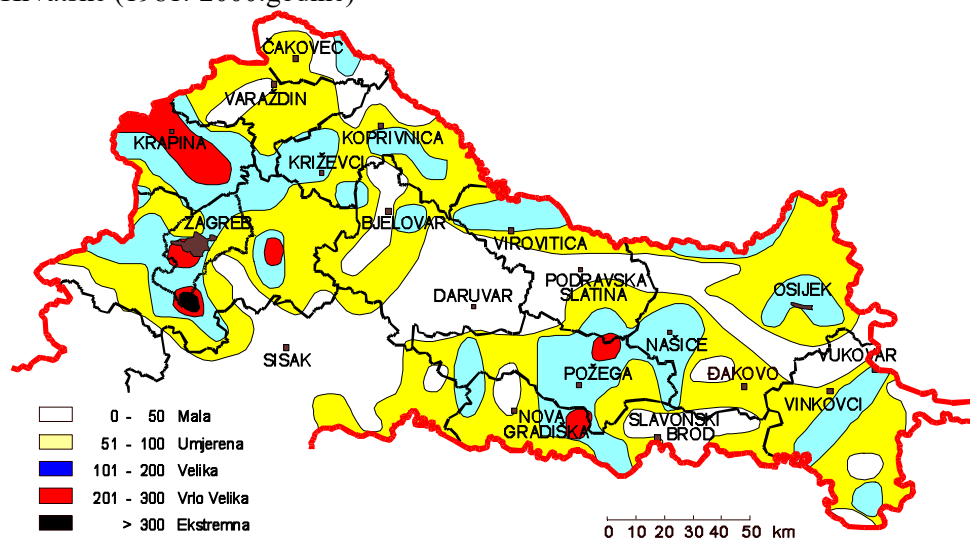 Hrvatske (1981.-2000.godine)
ČAKOVEC
VARAŽDIN
KRAPINA
KOPRIVNICA
KRIŽEVCI
ZAGREB
BJELOVAR
VIROVITICA
PODRAVSKA
SLATINA
DARUVAR
OSIJEK
SISAK
NAŠICE
VUKOVAR
POŽEGA
ĐAKOVO
VINKOVCI
NOVA
GRADIŠKA
SLAVONSKI
BROD
0 - 50 Mala
51 - 100 Umjerena
101 - 200 Velika
201 - 300 Vrlo Velika
> 300 Ekstremna
0 10 20 30 40 50 km